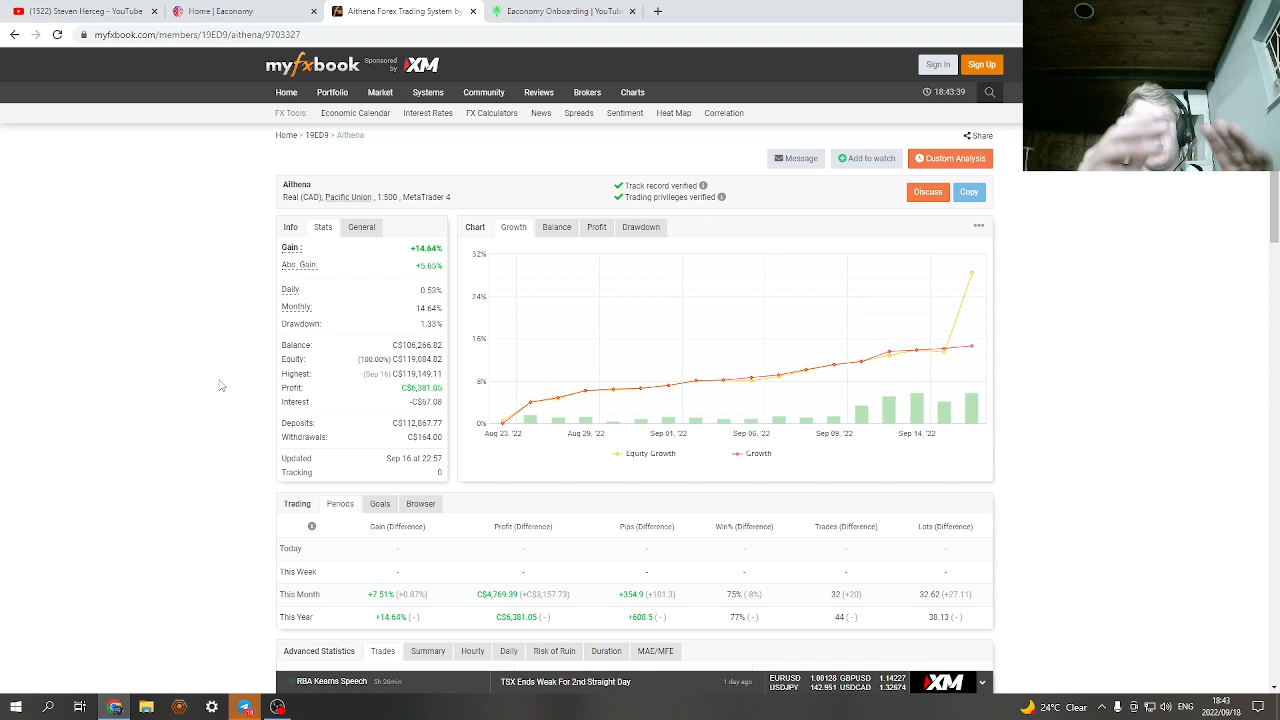 (1522) Steven Herceg - YouTube
Home | Economy
Aithena Forex Trading System by
Eaconomy Onboarding | YouTube
myfxbook.com/members/19ED9/aithena/9703327
myfxbook Sponsored by XM
Sign In Sign Up
Home Portfolio Market Systems Community Reviews Brokers Charts 18:43:39
FX Tools: Economic Calendar Interest Rates FX Calculators News Spreads Sentiment Heat Map Correlation
Home > 19ED9 > Aithena Share
Message Add to watch Custom Analysis
Aithena
Real (CAD), Pacific Union , 1:500 , MetaTrader 4
Track record verified
Trading privileges verified
Discuss Copy
Info Stats General
Gain : +14.64%
Abs. Gain: +5.65%
Daily 0.53%
Monthly: 14.64%
Drawdown: 1.33%
Balance: C$106,266.82
Equity: (100.00%) C$119,084.82
Highest: (Sep 16) C$119,149.11
Profit: C$6,381.05
Interest -C$67.08
Deposits: C$112,867.77
Withdrawals: C$164.00
Updated Sep 16 at 22:57
Tracking 0
Chart Growth Balance Profit Drawdown
32%
24%
16%
8%
0%
Aug 23, '22 Aug 29, '22 Sep 01, '22 Sep 06, '22 Sep 09, '22 Sep 14, '22
Equity Growth Growth
Trading Periods Goals Browser
Gain (Difference) Profit (Difference) Pips (Difference) Win% (Difference) Trades (Difference) Lots (Difference)
Today - - - - - -
This Week - - - - - -
This Month +7.51% (+0.87%) C$4,769.39 (+C$3,157.73) +354.9 (+101.3) 75% (-8%) 32 (+20) 32.62 (+27.11)
This Year +14.64% ( - ) C$6,381.05 ( - ) +608.5 ( - ) 77% ( - ) 44 ( - ) 38.13 ( - )
Advanced Statistics Trades Summary Hourly Daily Risk of Ruin Duration MAE/MFE
RBA Kearns Speech 5h 26min
TSX Ends Week For 2nd Straight Day 1 day ago
EURUSD 1.00126 GBPUSD 1.14227
USDJPY 142.951 USDCAD 1.32674
XM
20°C
ENG
18:43
2022/09/18